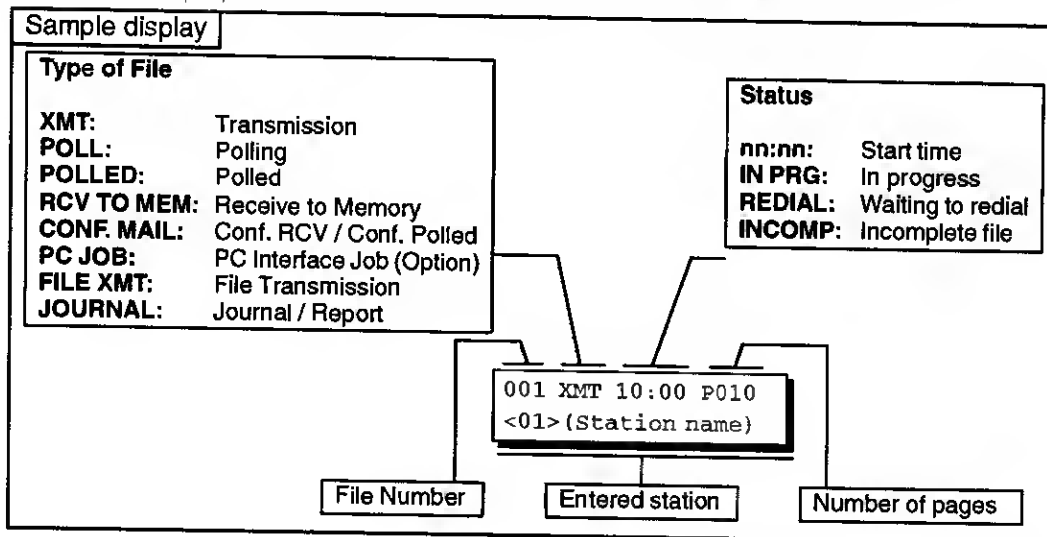 Sample display
Type of File
XMT: Transmission
POLL: Polling
POLLED: Polled
RCV TO MEM: Receive to Memory
CONF. MAIL: Conf. RCV / Conf. Polled
PC JOB: PC Interface Job (Option)
FILE XMT: File Transmission
JOURNAL: Journal / Report
Status
nn:nn: Start time
IN PRG: In progress
REDIAL: Waiting to redial
INCOMP: Incomplete file
001 XMT 10:00 P010
<01>(Station name)
File Number
Entered station
Number of pages